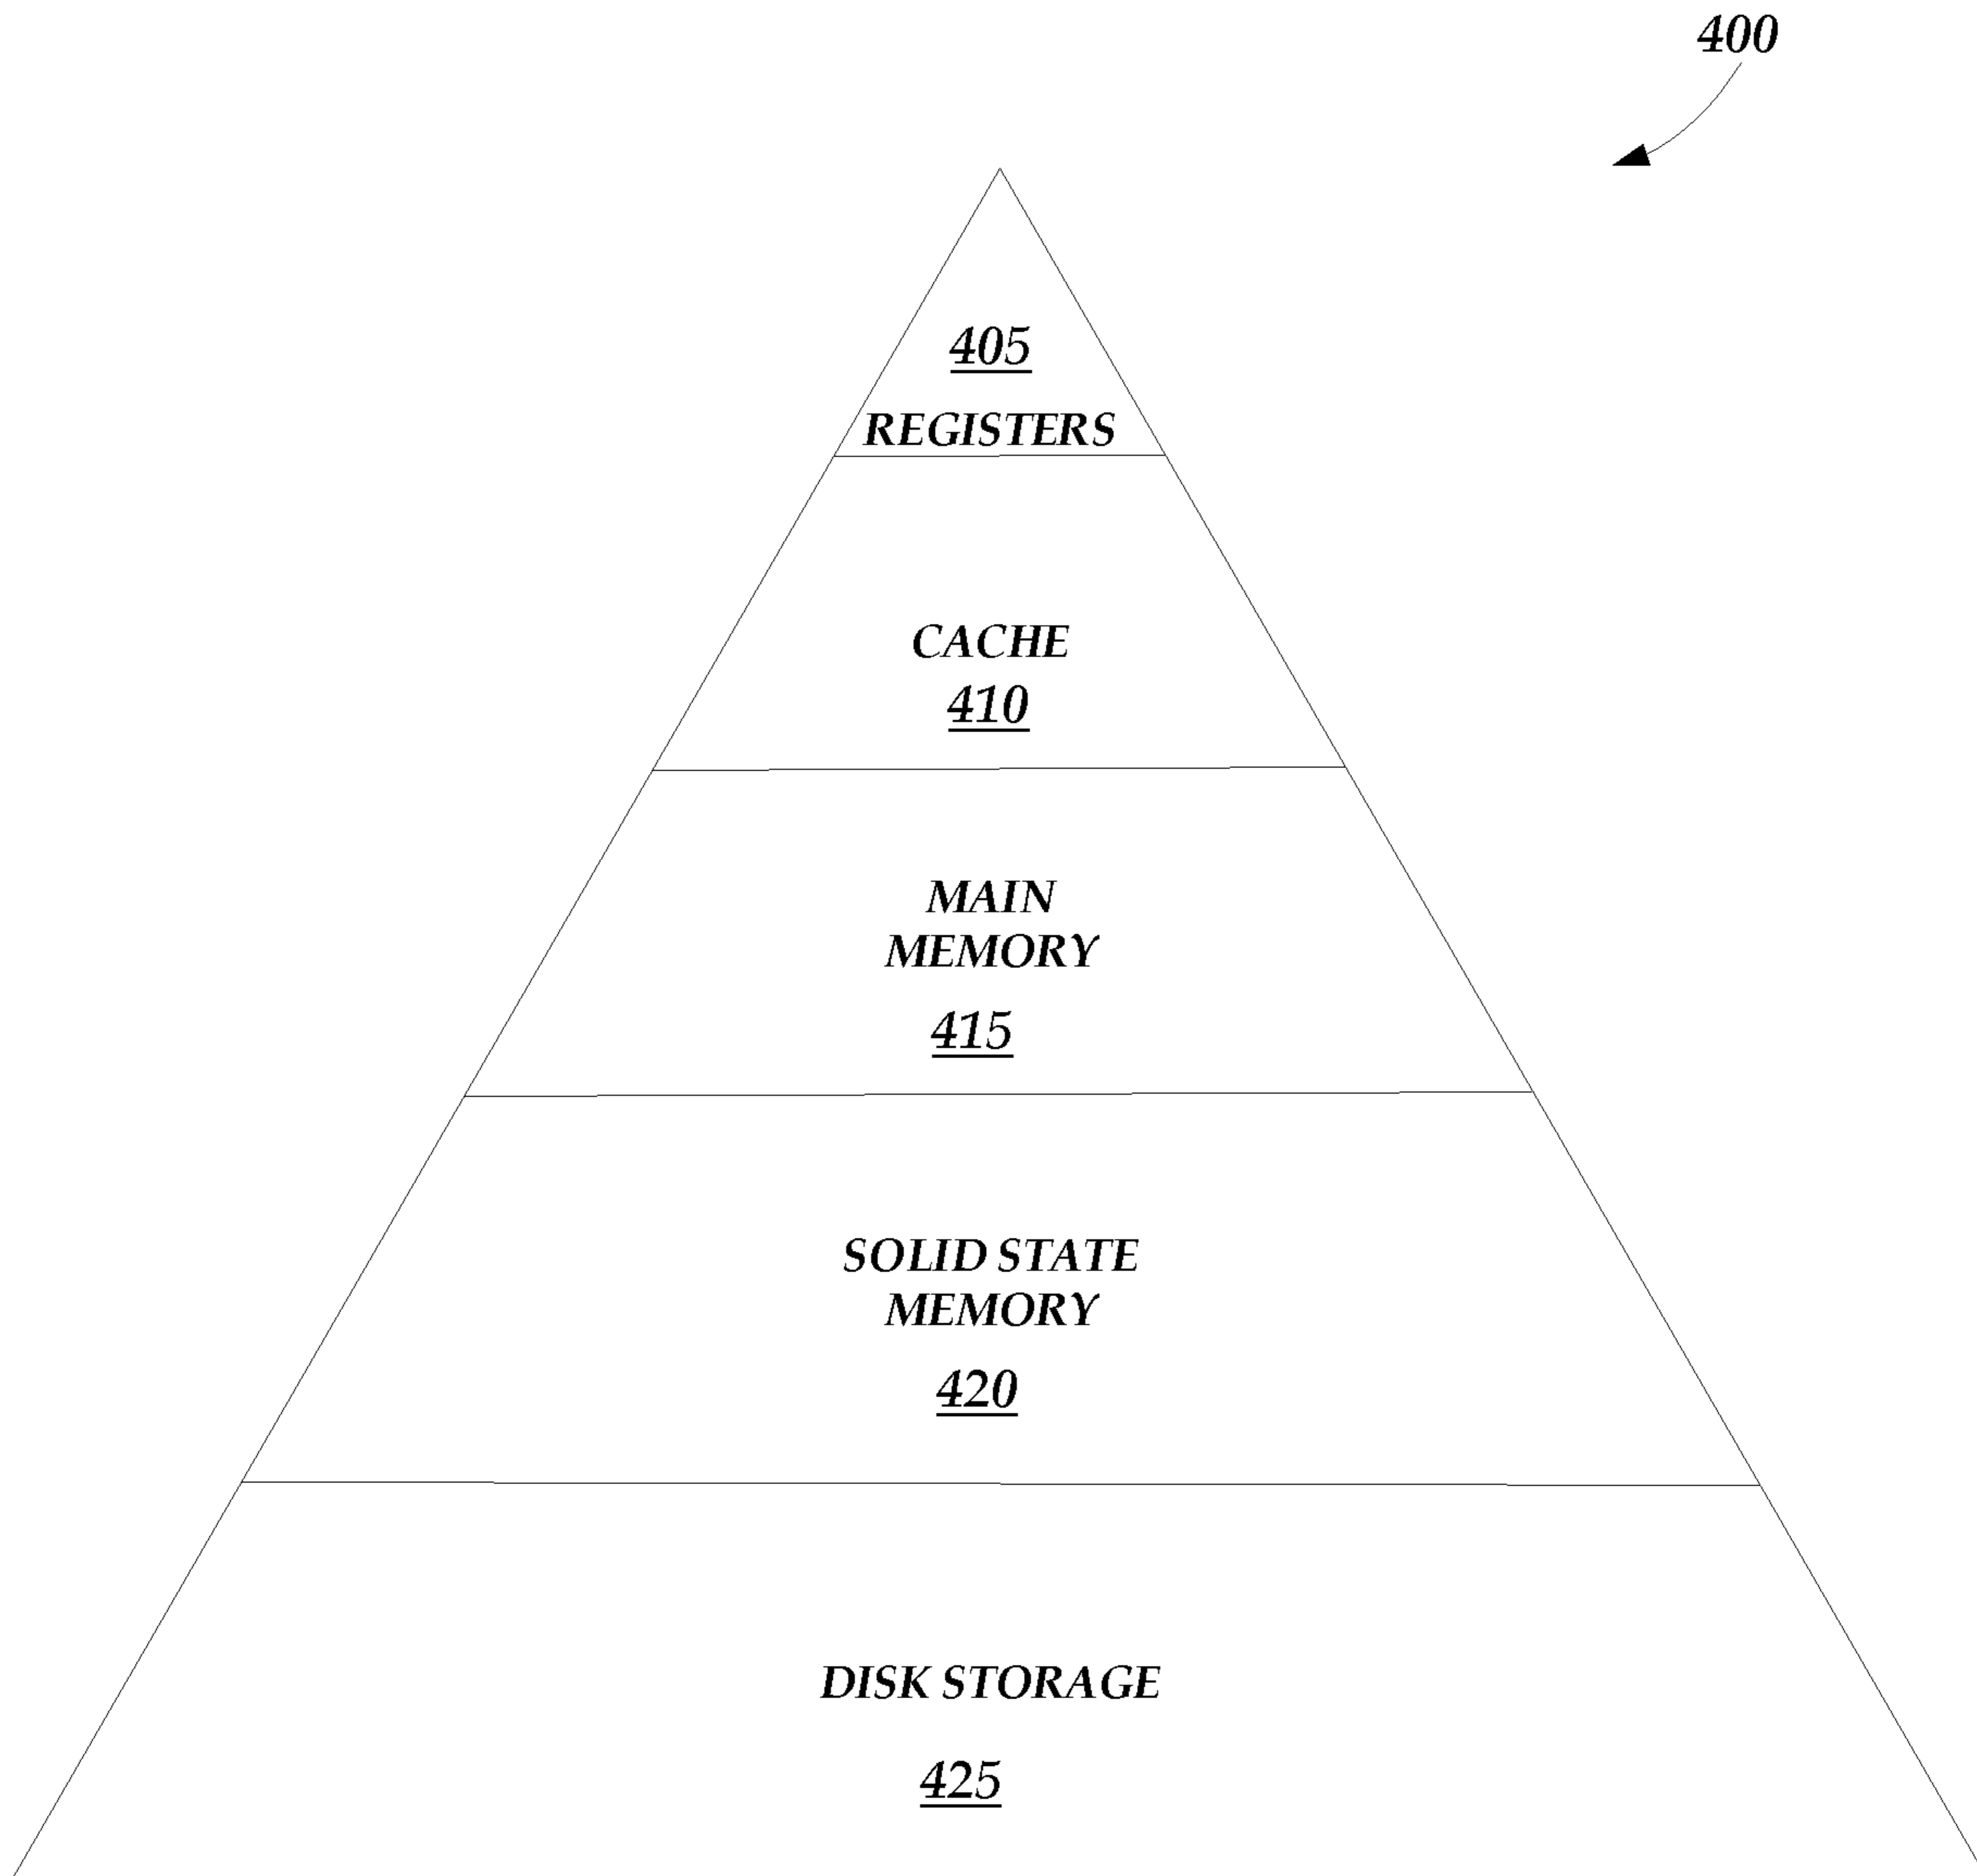 400
405
REGISTERS
CACHE
410
MAIN
MEMORY
415
SOLID STATE
MEMORY
420
DISK STORAGE
425